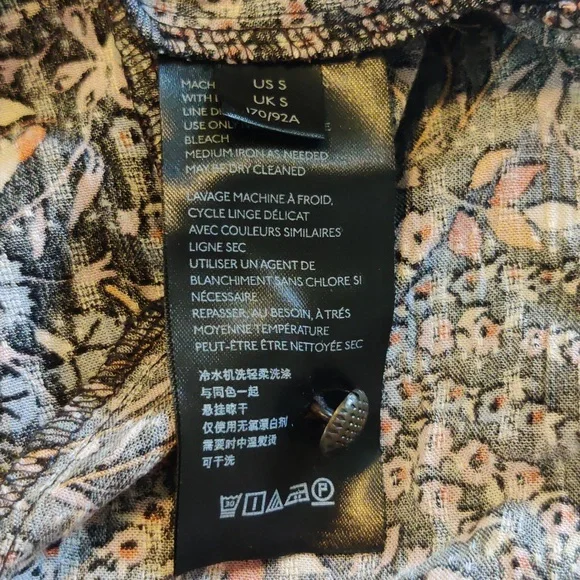 US S
UK S
170/92A
MACH
WITH
LINE
USE ONL
BLEACH
MEDIUM IRON AS NEEDED
MAY BE DRY CLEANED
LAVAGE MACHINE À FROID,
CYCLE LINGE DÉLICAT
AVEC COULEURS SIMILAIRES
LIGNE SEC
UTILISER UN AGENT DE
BLANCHIMENT SANS CHLORE SI
NÉCESSAIRE
REPASSER, AU BESOIN, À TRÉS
MOYENNE TEMPÉRATURE
PEUT-ÊTRE ÊTRE NETTOYÉE SEC
冷水机洗轻柔洗涤
与同色一起
悬挂晾干
仅使用无氯漂白剂
需要时中温熨烫
可干洗
30
P